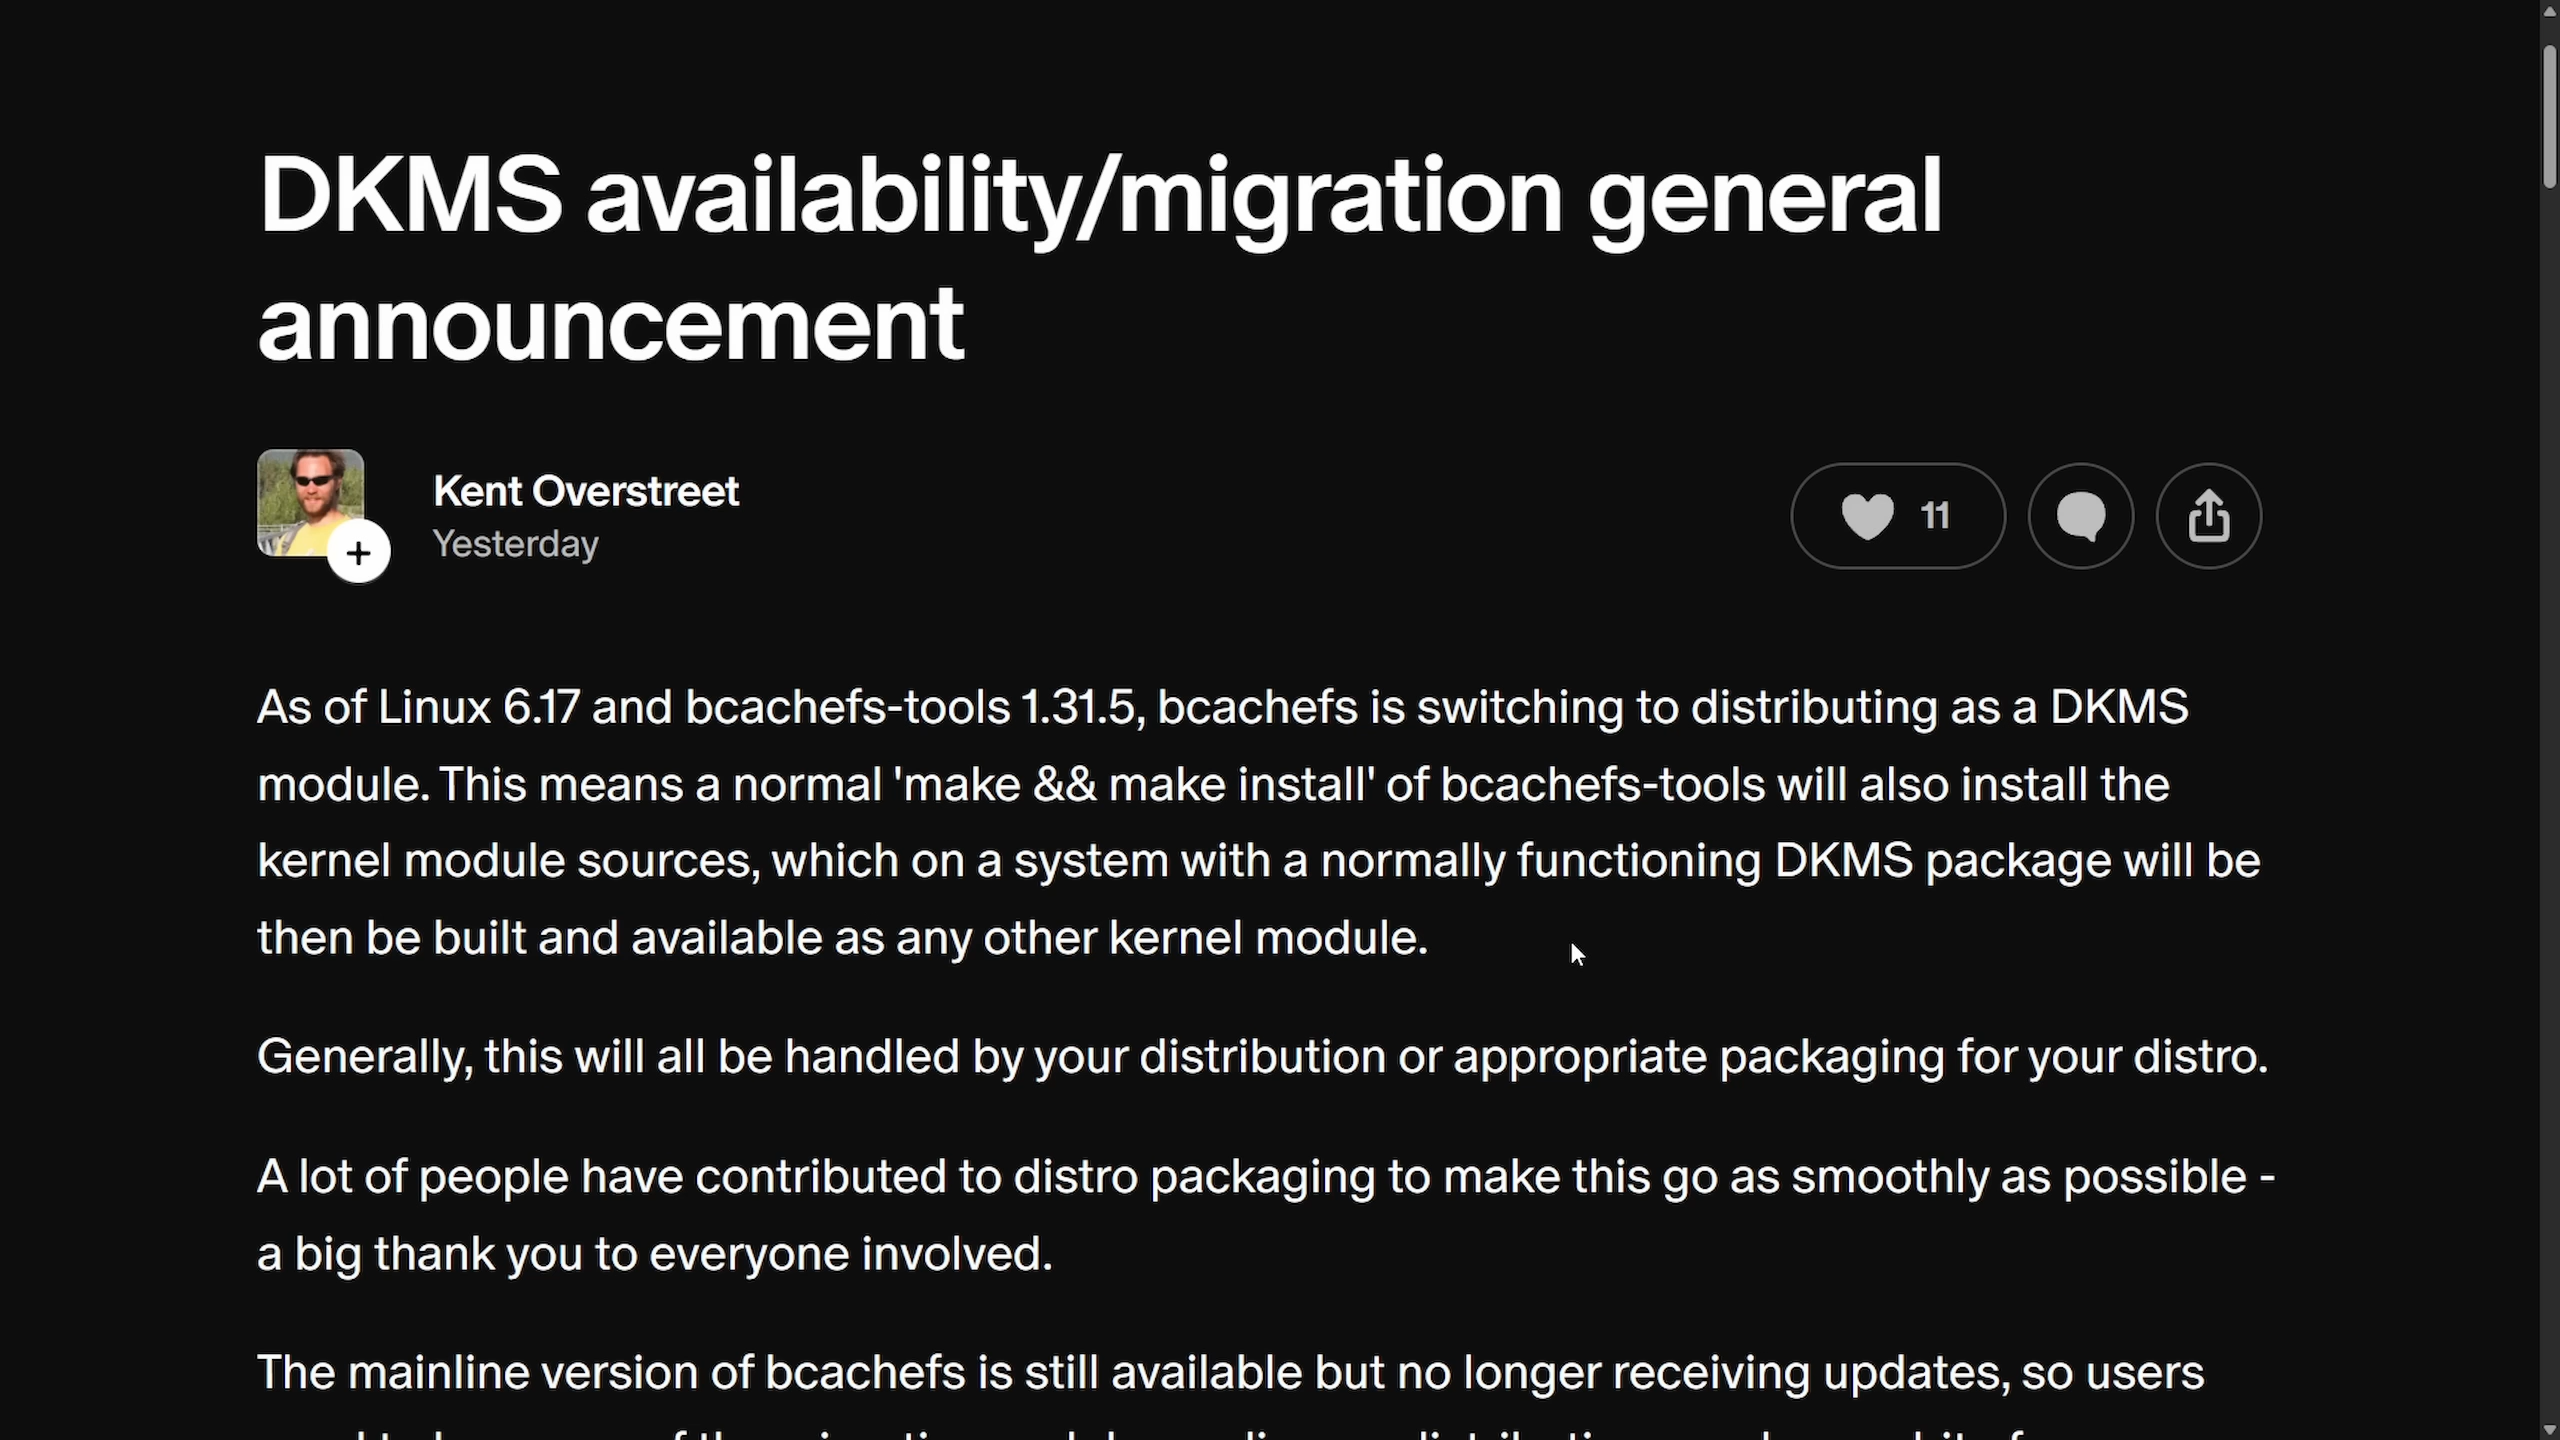 DKMS availability/migration general
announcement
Kent Overstreet
Yesterday
11
As of Linux 6.17 and bcachefs-tools 1.31.5, bcachefs is switching to distributing as a DKMS
module. This means a normal 'make && make install' of bcachefs-tools will also install the
kernel module sources, which on a system with a normally functioning DKMS package will be
then be built and available as any other kernel module.
Generally, this will all be handled by your distribution or appropriate packaging for your distro.
A lot of people have contributed to distro packaging to make this go as smoothly as possible -
a big thank you to everyone involved.
The mainline version of bcachefs is still available but no longer receiving updates, so users